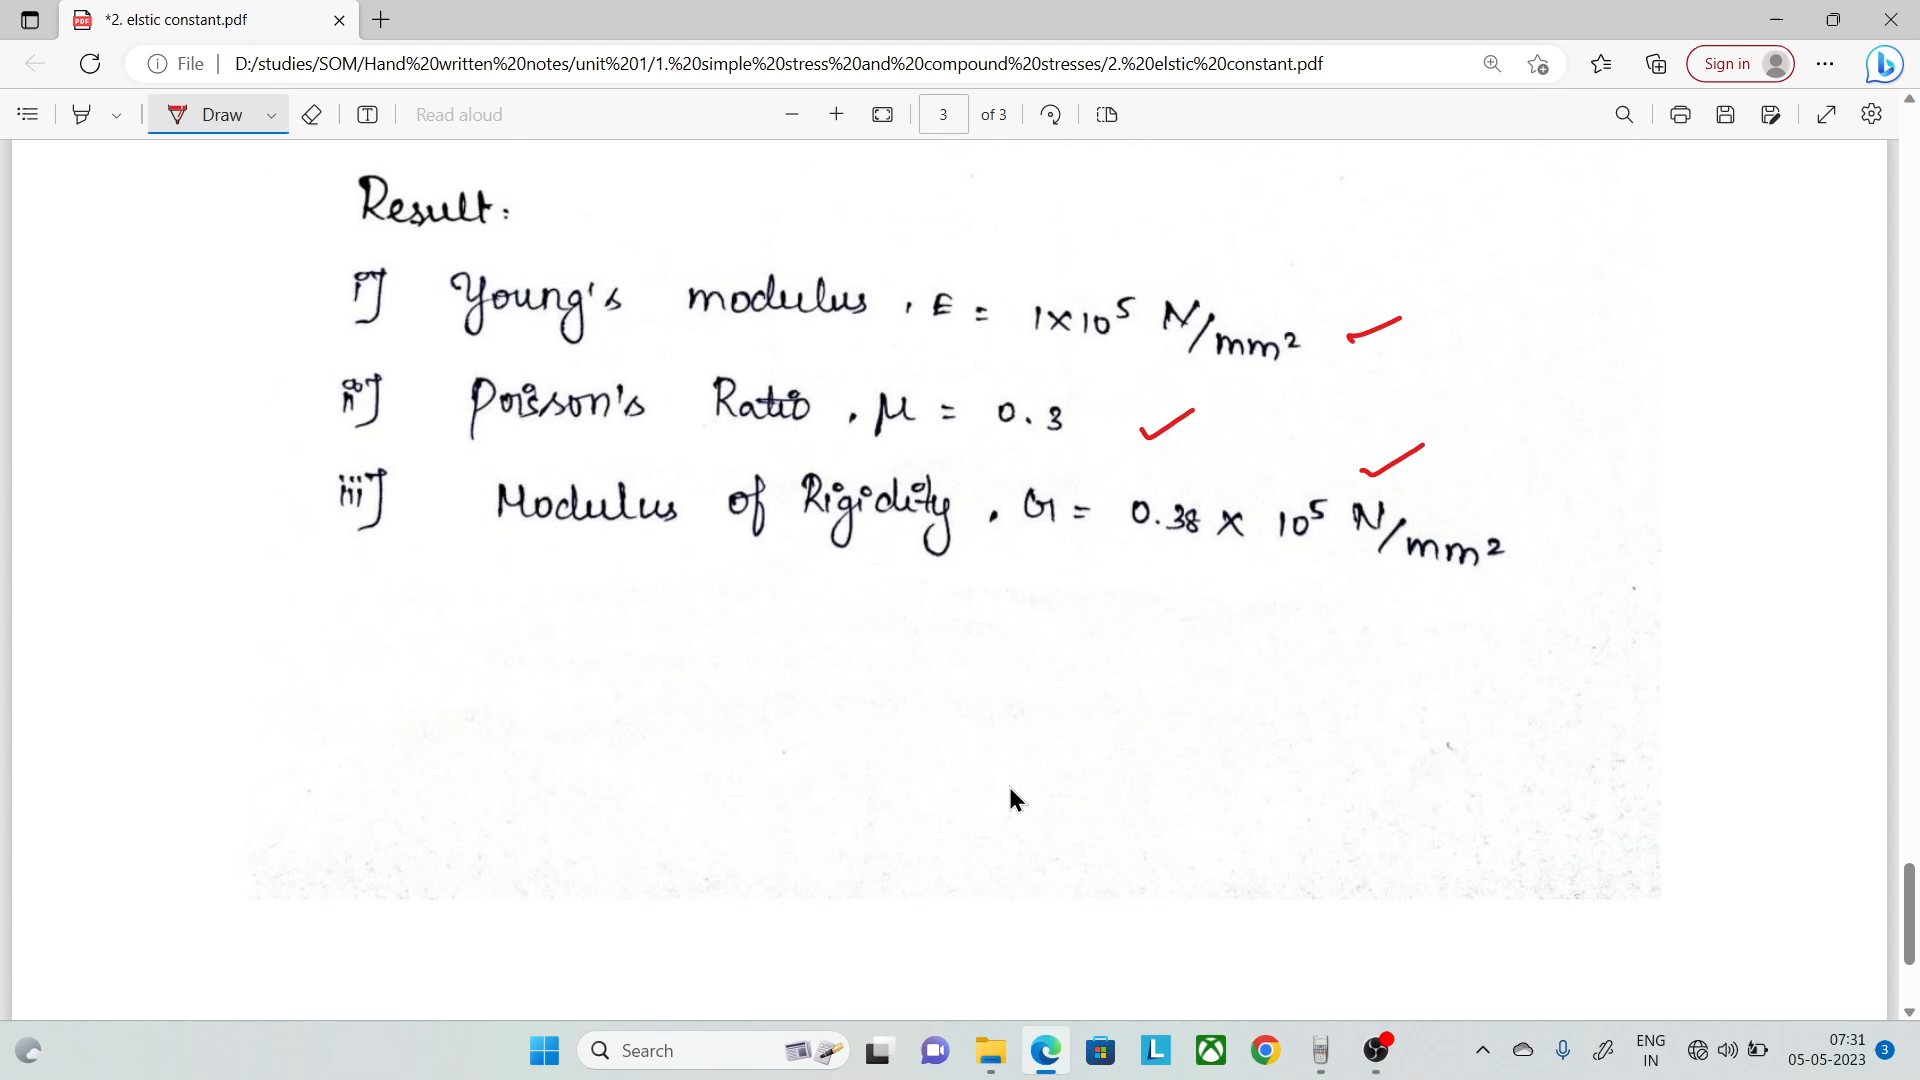 *2. elstic constant.pdf
File
D:/studies/SOM/Hand%20written%20notes/unit%201/1.%20simple%20stress%20and%20compound%20stresses/2.%20elstic%20constant.pdf
Sign in
Draw
Read aloud
3 of 3
Result:
i] Young's modulus, E = 1×10⁵ N/mm²
ii] Poisson's Ratio, μ = 0.3
iii] Modulus of Rigidity, G = 0.38 × 10⁵ N/mm²
Search
ENG
IN
07:31
05-05-2023
3